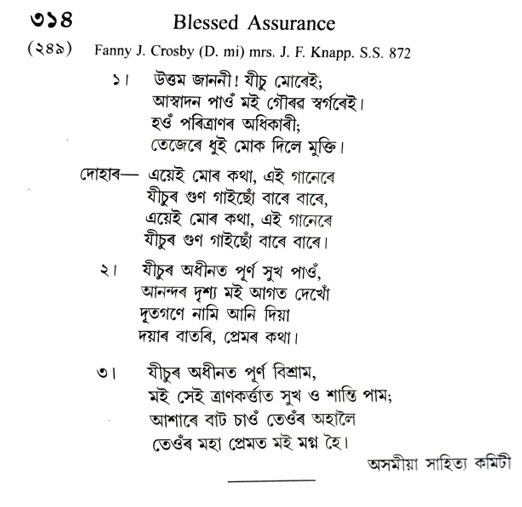 ৩১৪ Blessed Assurance
(২৪৯) Fanny J. Crosby (D. mi) mrs. J. F. Knapp. S.S. 872
১। উত্তম জাননী! যীচু মোৰেই;
আস্বাদন পাওঁ মই গৌৰৱ স্বৰ্গৰেই।
হওঁ পৰিত্ৰাণৰ অধিকাৰী;
তেজেৰে ধুই মোক দিলে মুক্তি।
দোহাৰ— এয়েই মোৰ কথা, এই গানেৰে
যীচুৰ গুণ গাইছোঁ বাৰে বাৰে,
এয়েই মোৰ কথা, এই গানেৰে
যীচুৰ গুণ গাইছোঁ বাৰে বাৰে।
২। যীচুৰ অধীনত পূৰ্ণ সুখ পাওঁ,
আনন্দৰ দৃশ্য মই আগত দেখোঁ
দূতগণে নামি আনি দিয়া
দয়াৰ বাতৰি, প্ৰেমৰ কথা।
৩। যীচুৰ অধীনত পূৰ্ণ বিশ্ৰাম,
মই সেই ত্ৰাণকৰ্ত্তাত সুখ ও শান্তি পাম;
আশাৰে বাট চাওঁ তেওঁৰ অহালৈ
তেওঁৰ মহা প্ৰেমত মই মগ্ন হৈ।
অসমীয়া সাহিত্য কমিটী